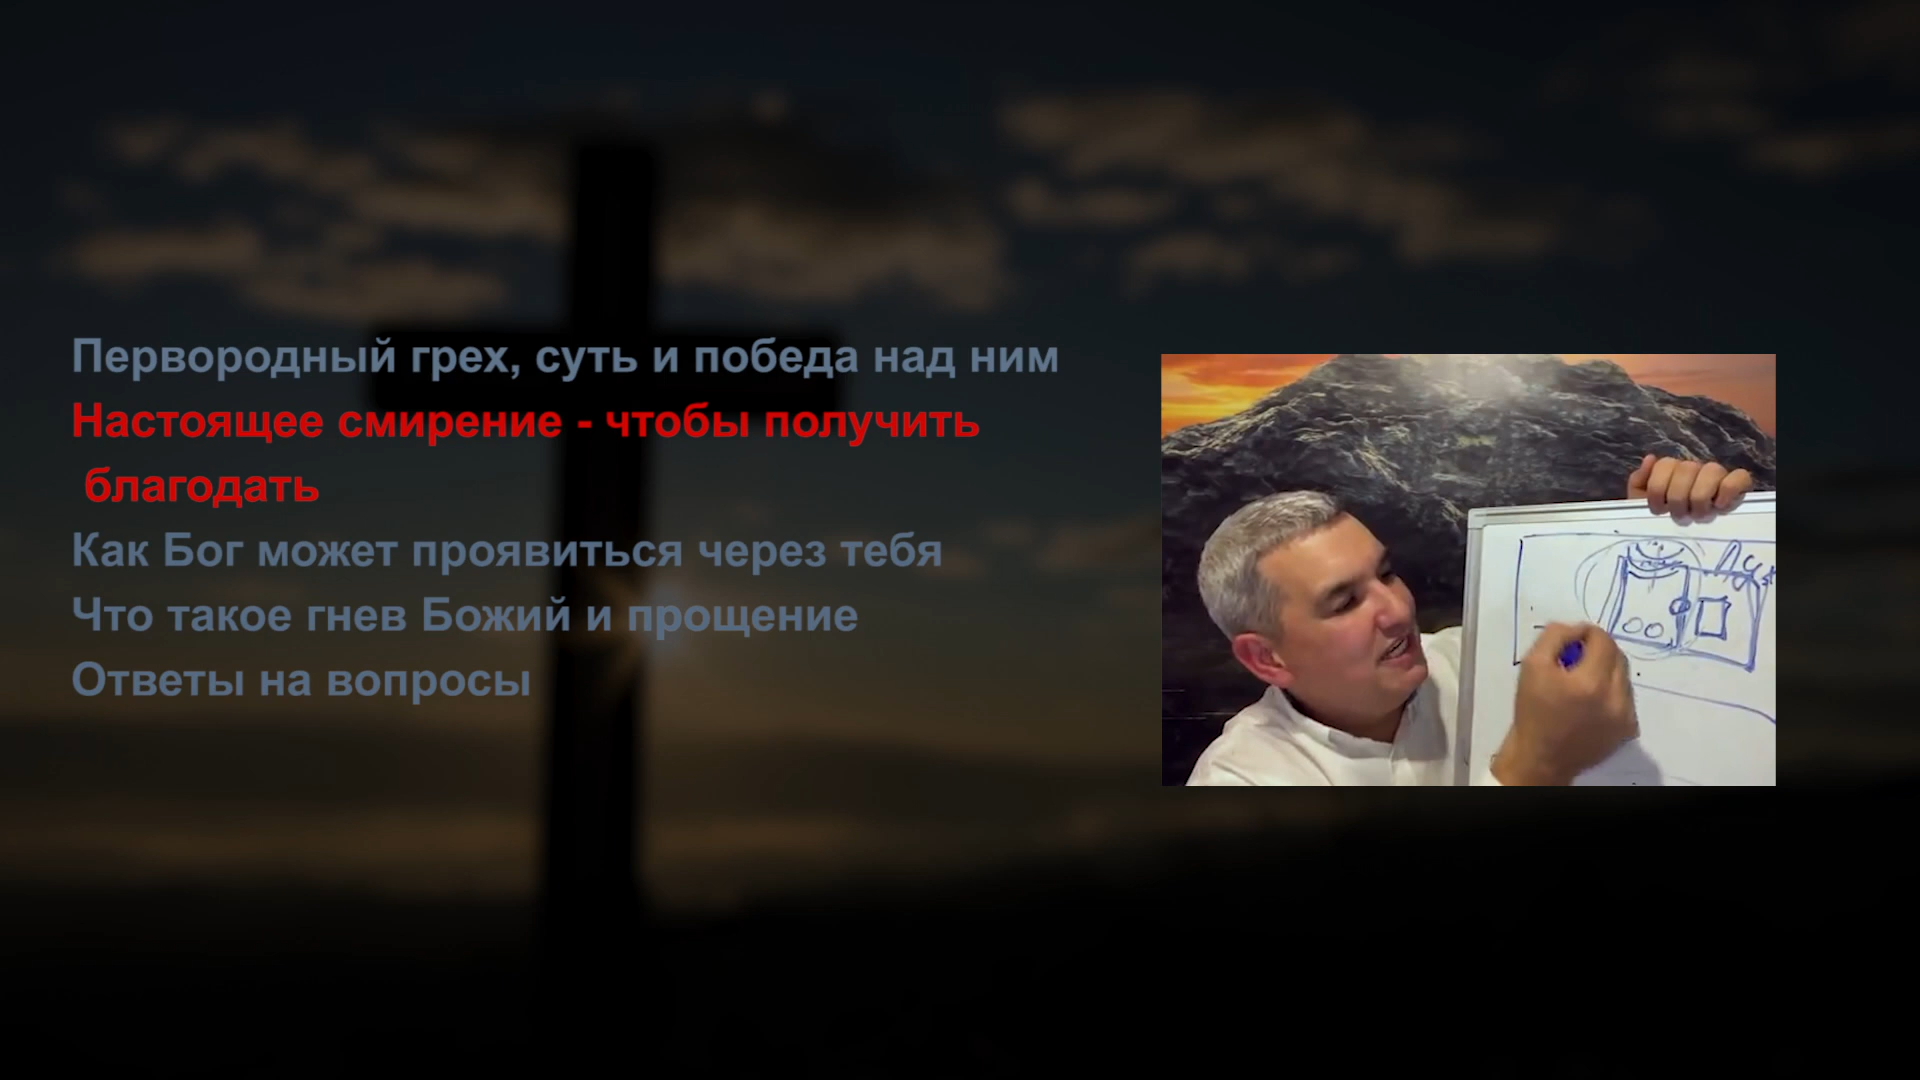 Первородный грех, суть и победа над ним
Настоящее смирение - чтобы получить
благодать
Как Бог может проявиться через тебя
Что такое гнев Божий и прощение
Ответы на вопросы